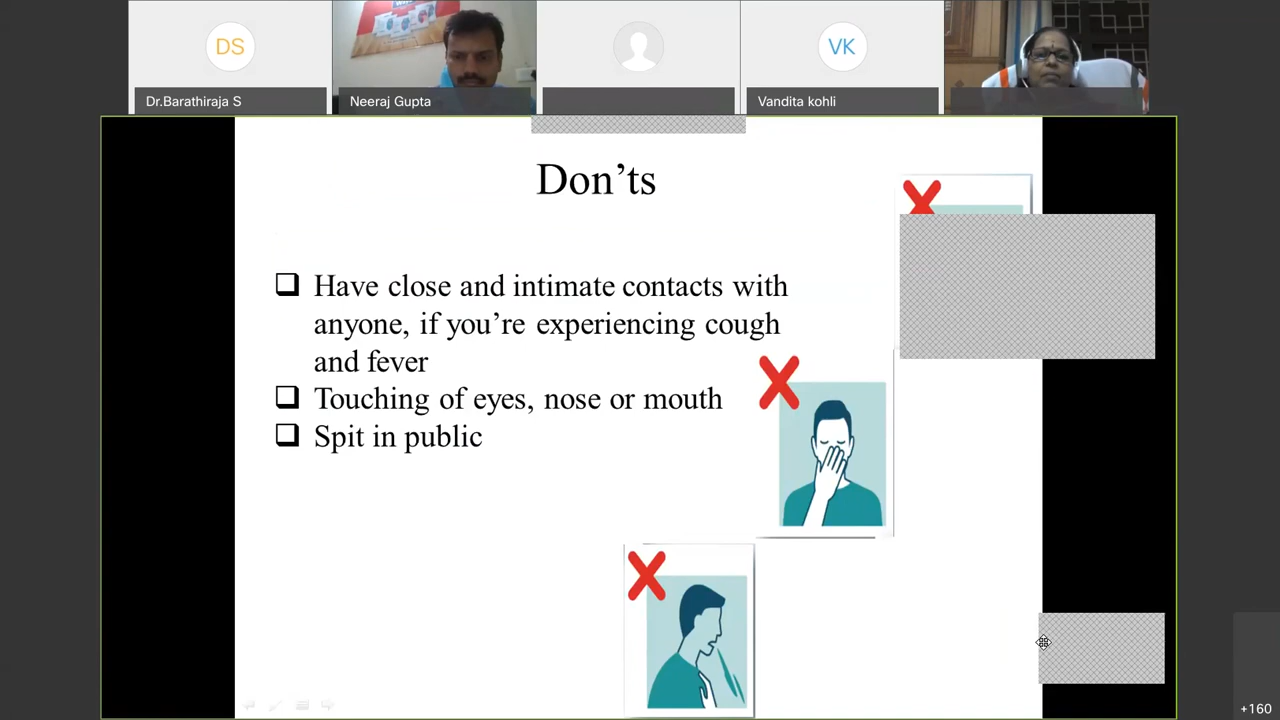 DS
VK
Dr.Barathiraja S
Neeraj Gupta
Vandita kohli
Don’ts
Have close and intimate contacts with
anyone, if you’re experiencing cough
and fever
Touching of eyes, nose or mouth
Spit in public
+160